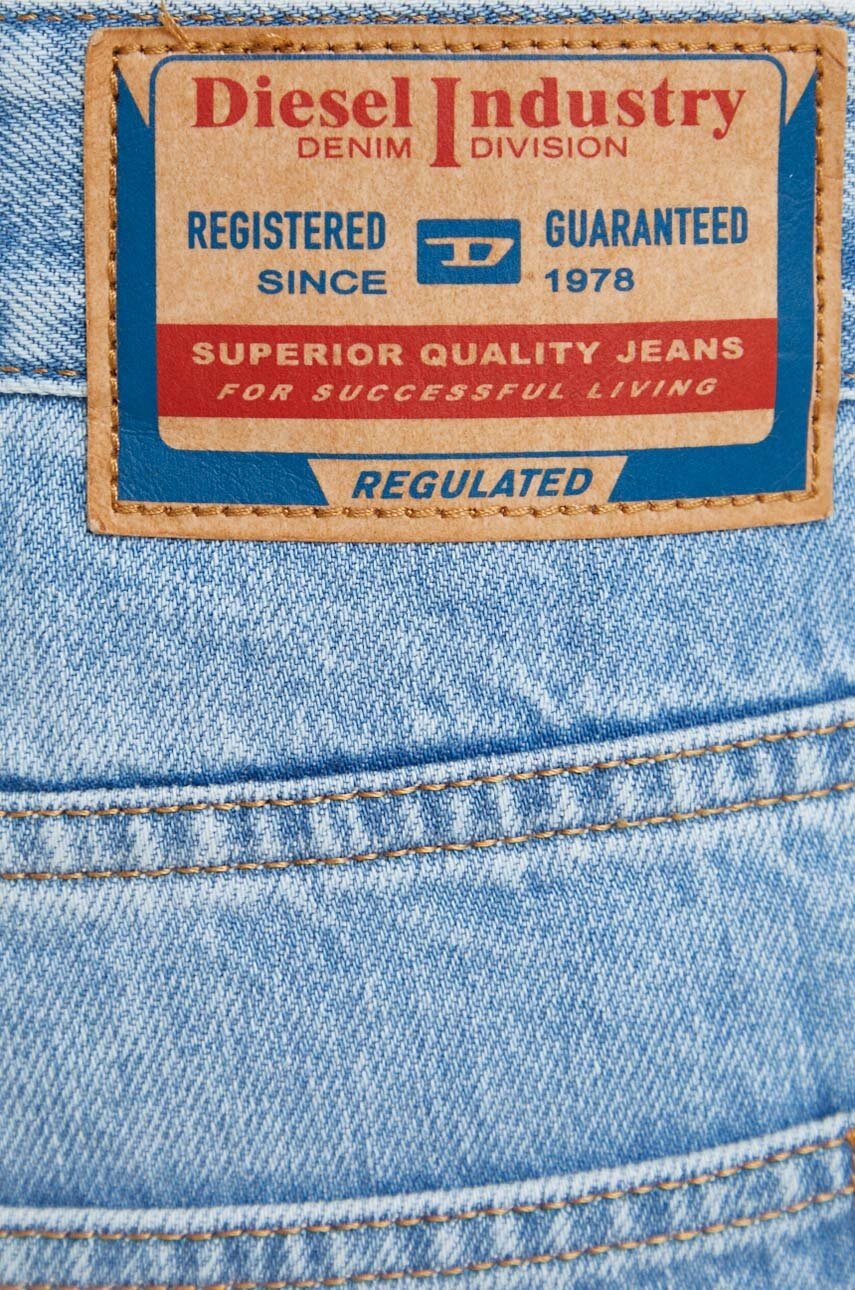 Diesel Industry
DENIM DIVISION
REGISTERED D GUARANTEED
SINCE 1978
SUPERIOR QUALITY JEANS
FOR SUCCESSFUL LIVING
REGULATED